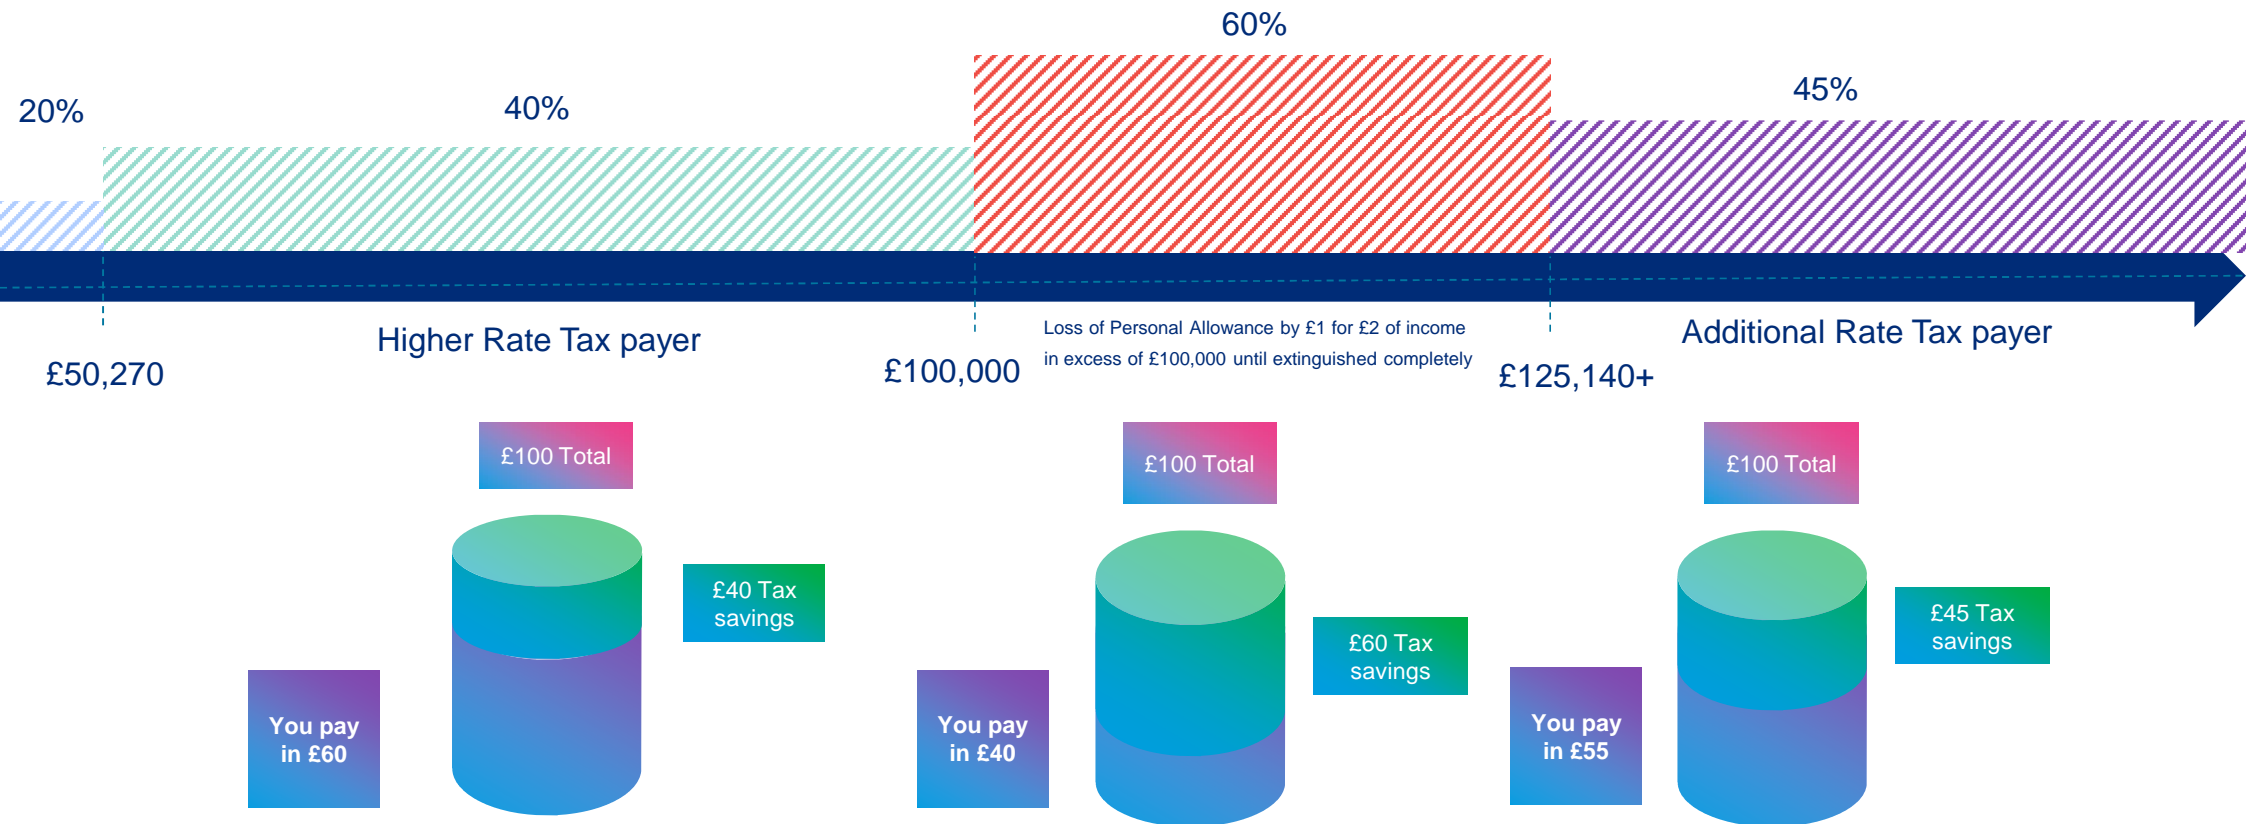 60%
20%
40%
45%
Higher Rate Tax payer
Loss of Personal Allowance by £1 for £2 of income
in excess of £100,000 until extinguished completely
Additional Rate Tax payer
£50,270
£100,000
£125,140+
£100 Total
£100 Total
£100 Total
£40 Tax
savings
£60 Tax
savings
£45 Tax
savings
You pay
in £60
You pay
in £40
You pay
in £55